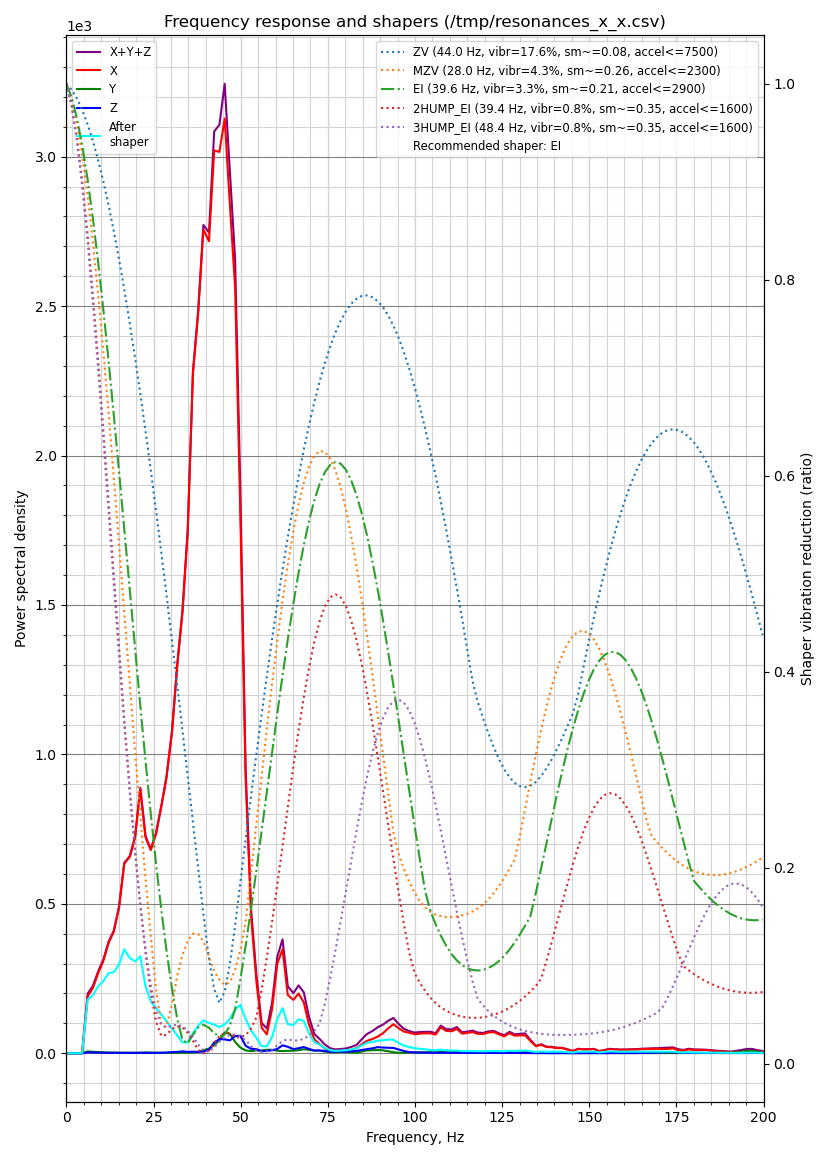 Frequency response and shapers (/tmp/resonances_x_x.csv)
1e3
X+Y+Z
X
Y
Z
After
shaper
ZV (44.0 Hz, vibr=17.6%, sm~=0.08, accel<=7500)
MZV (28.0 Hz, vibr=4.3%, sm~=0.26, accel<=2300)
EI (39.6 Hz, vibr=3.3%, sm~=0.21, accel<=2900)
2HUMP_EI (39.4 Hz, vibr=0.8%, sm~=0.35, accel<=1600)
3HUMP_EI (48.4 Hz, vibr=0.8%, sm~=0.35, accel<=1600)
Recommended shaper: EI
Power spectral density
3.0
2.5
2.0
1.5
1.0
0.5
0.0
1.0
0.8
0.6
0.4
0.2
0.0
Shaper vibration reduction (ratio)
0 25 50 75 100 125 150 175 200
Frequency, Hz